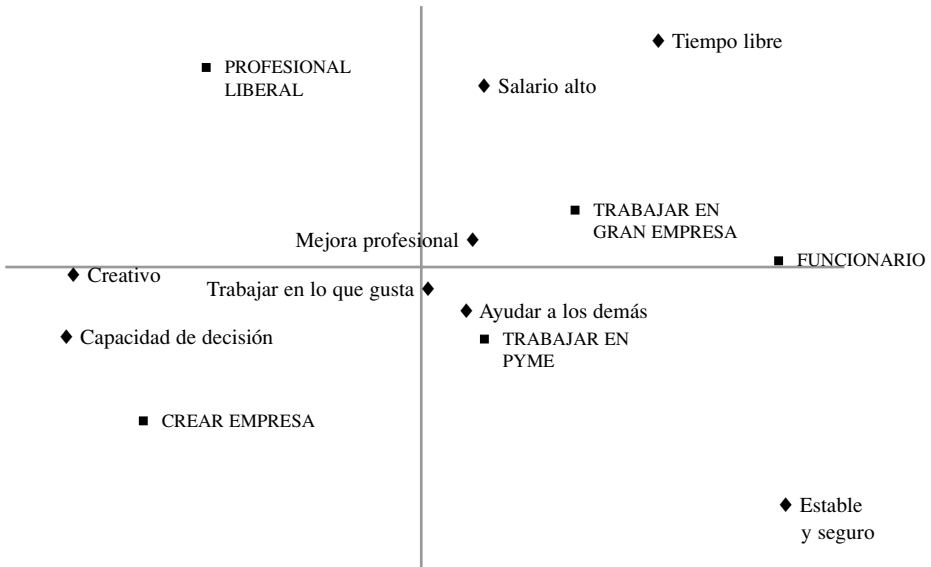 Tiempo libre
PROFESIONAL
LIBERAL
Salario alto
TRABAJAR EN
GRAN EMPRESA
Mejora profesional
FUNCIONARIO
Creativo
Trabajar en lo que gusta
Ayudar a los demás
Capacidad de decisión
TRABAJAR EN
PYME
CREAR EMPRESA
Estable
y seguro